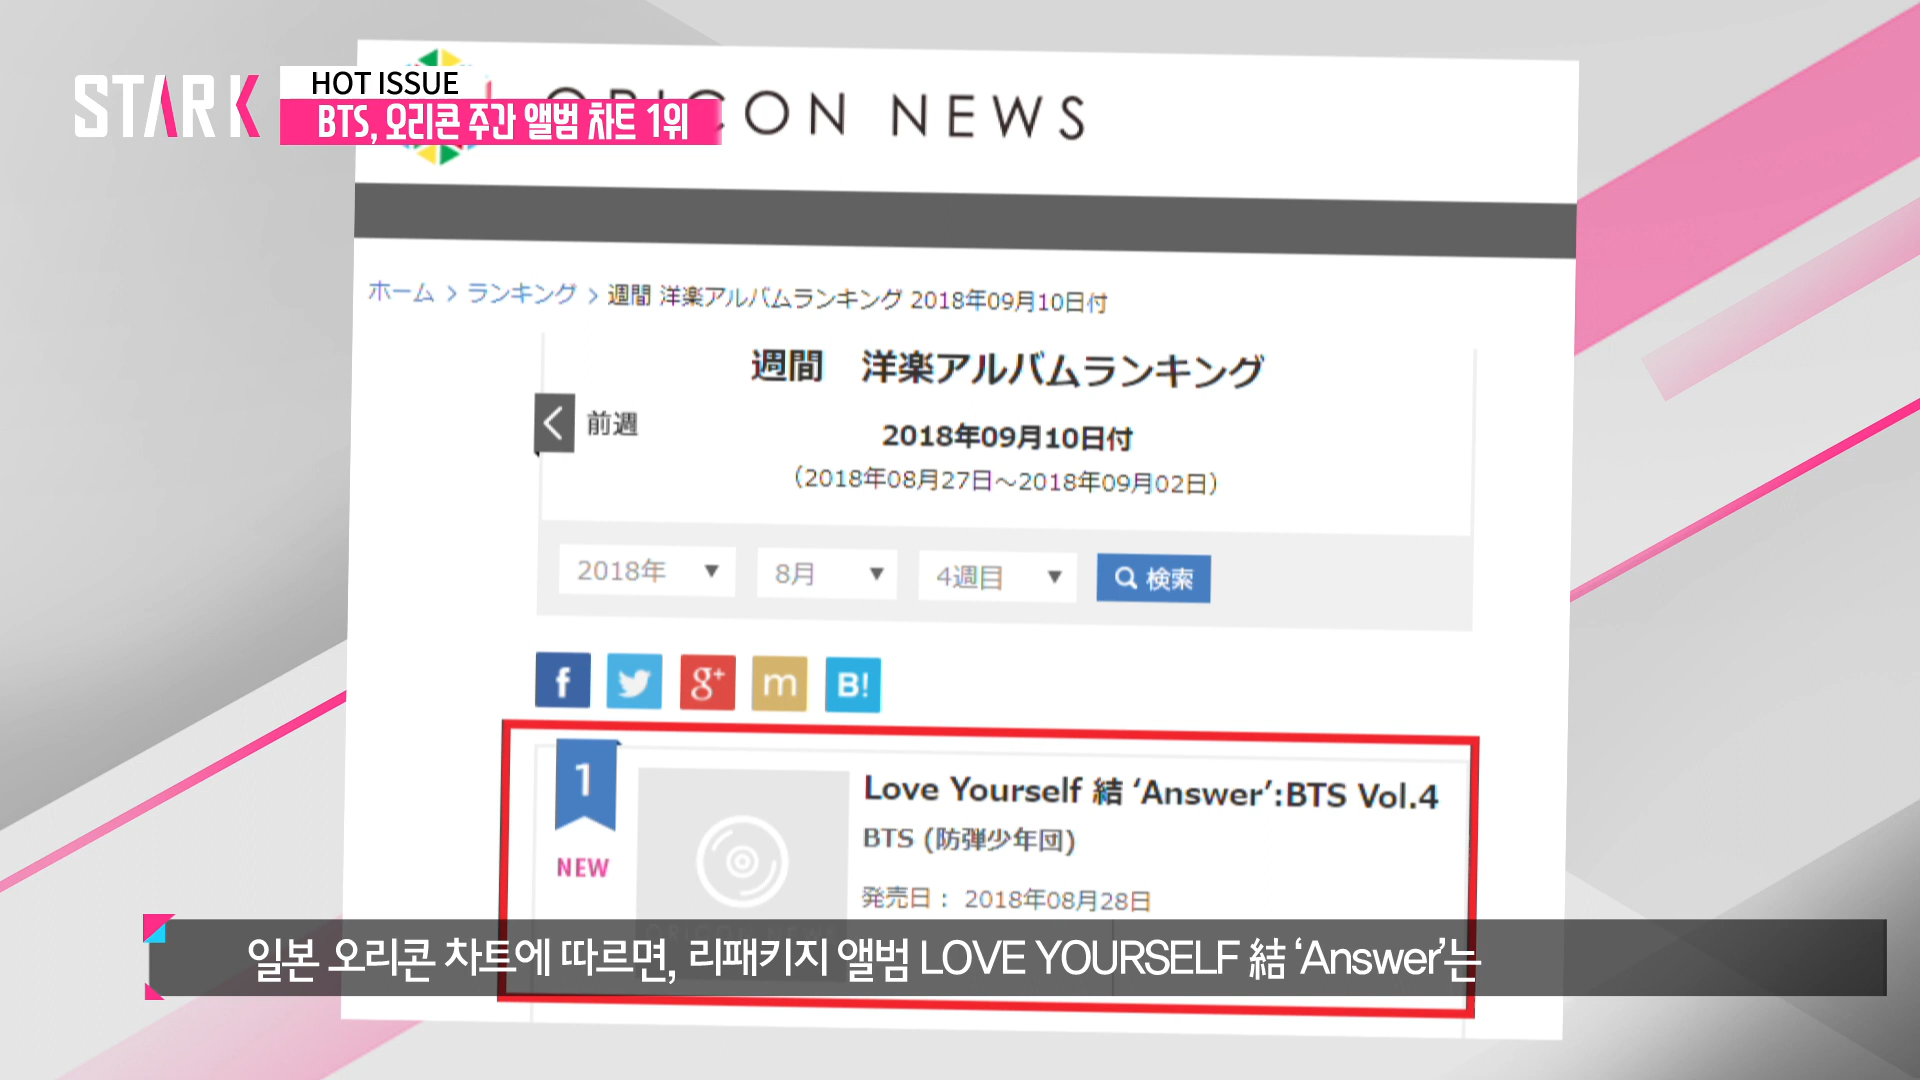 STAR K
HOT ISSUE
BTS, 오리콘 주간 앨범 차트 1위
ORICON NEWS
ホーム > ランキング > 週間 洋楽アルバムランキング 2018年09月10日付
週間 洋楽アルバムランキング
前週
2018年09月10日付
(2018年08月27日~2018年09月02日)
2018年 ▼ 8月 ▼ 4週目 ▼ 検索
f g+ m B!
1
NEW
Love Yourself 結 ‘Answer’:BTS Vol.4
BTS (防弾少年団)
発売日： 2018年08月28日
일본 오리콘 차트에 따르면, 리패키지 앨범 LOVE YOURSELF 結 ‘Answer’는